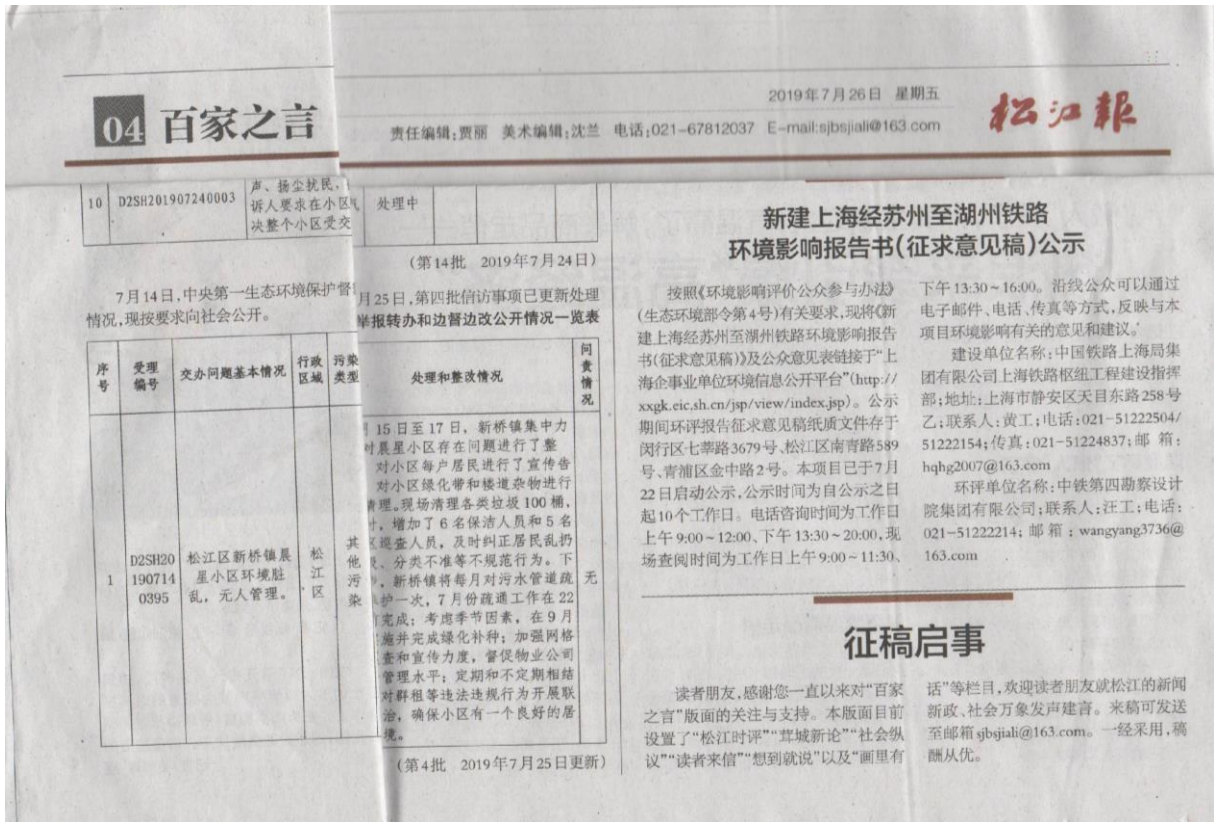 04 百家之言
2019年7月26日 星期五
责任编辑:贾丽 美术编辑:沈兰 电话:021-67812037 E-mail:sjbsjiali@163.com
松江報
10 D2SH201907240003
声、扬尘扰民,
诉人要求在小区
决整个小区受交
处理中
(第14批 2019年7月24日)
7月14日,中央第一生态环境保护督
月25日,第四批信访事项已更新处理
情况,现按要求向社会公开。
举报转办和边督边改公开情况一览表
序号
受理编号
交办问题基本情况
行政区域
污染类型
处理和整改情况
问责情况
1
D2SH20
190714
0395
松江区新桥镇晨
星小区环境脏
乱，无人管理。
松江区
其他污染
15日至17日，新桥镇集中力
对晨星小区存在问题进行了整
对小区每户居民进行了宣传告
对小区绿化带和楼道杂物进行
清理。现场清理各类垃圾100桶，
增加了6名保洁人员和5名
巡查人员，及时纠正居民乱扔
、分类不准等不规范行为。下
，新桥镇将每月对污水管道疏
护一次，7月份疏通工作在22
完成；考虑季节因素，在9月
施并完成绿化补种；加强网格
查和宣传力度，督促物业公司
管理水平；定期和不定期相结
对群租等违法违规行为开展联
治，确保小区有一个良好的居
境。
无
(第4批 2019年7月25日更新)
新建上海经苏州至湖州铁路
环境影响报告书(征求意见稿)公示
按照《环境影响评价公众参与办法》
(生态环境部令第4号)有关要求,现将《新
建上海经苏州至湖州铁路环境影响报告
书(征求意见稿)》及公众意见表链接于“上
海企事业单位环境信息公开平台”(http://
xxgk.eic.sh.cn/jsp/view/index.jsp)。公示
期间环评报告征求意见稿纸质文件存于
闵行区七莘路3679号、松江区南青路589
号、青浦区金中路2号。本项目已于7月
22日启动公示,公示时间为自公示之日
起10个工作日。电话咨询时间为工作日
上午9:00~12:00、下午13:30~20:00,现
场查阅时间为工作日上午9:00~11:30、
下午13:30~16:00。沿线公众可以通过
电子邮件、电话、传真等方式,反映与本
项目环境影响有关的意见和建议。
建设单位名称:中国铁路上海局集
团有限公司上海铁路枢纽工程建设指挥
部;地址:上海市静安区天目东路258号
乙;联系人:黄工;电话:021-51222504/
51222154;传真:021-51224837;邮箱:
hqhg2007@163.com
环评单位名称:中铁第四勘察设计
院集团有限公司;联系人:汪工;电话:
021-51222214;邮箱:wangyang3736@
163.com
征稿启事
读者朋友,感谢您一直以来对“百家
之言”版面的关注与支持。本版面目前
设置了“松江时评”“茸城新论”“社会纵
议”“读者来信”“想到就说”以及“画里有
话”等栏目,欢迎读者朋友就松江的新闻
新政、社会万象发声建言。来稿可发送
至邮箱sjbsjiali@163.com。一经采用,稿
酬从优。